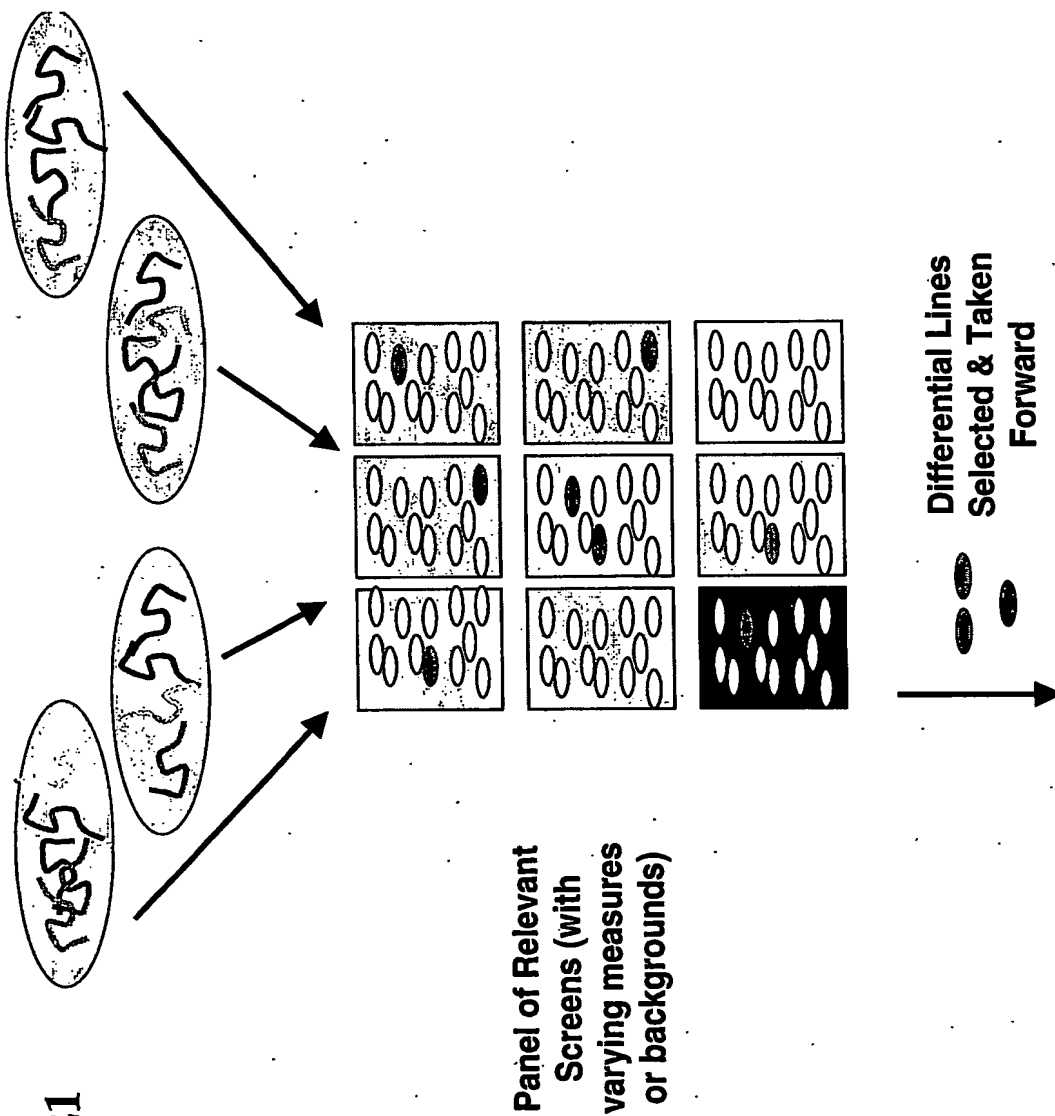 Panel of Relevant
Screens (with
varying measures
or backgrounds)
Differential Lines
Selected & Taken
Forward